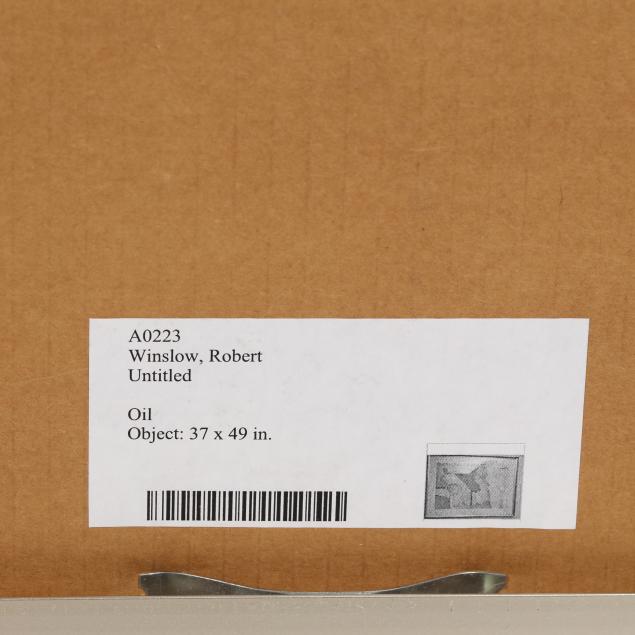 A0223
Winslow, Robert
Untitled
Oil
Object: 37 x 49 in.